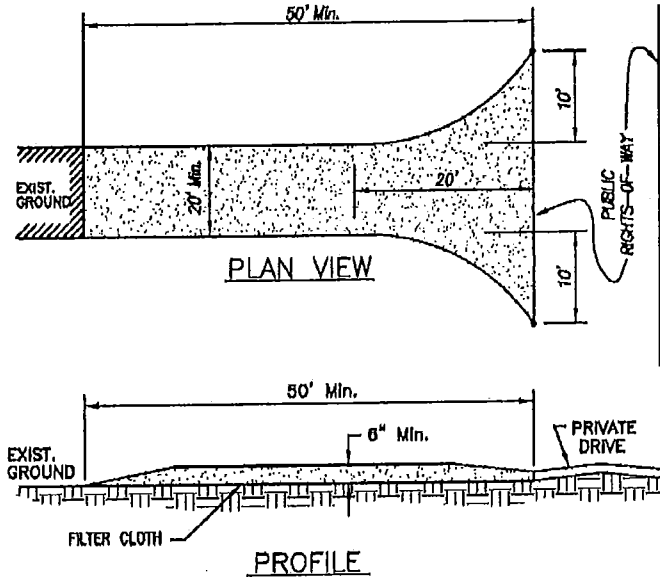 50' Min.
10'
EXIST.
GROUND
20' Min.
20'
PUBLIC
RIGHTS-OF-WAY
10'
PLAN VIEW
50' Min.
6" Min.
PRIVATE
DRIVE
EXIST.
GROUND
FILTER CLOTH
PROFILE